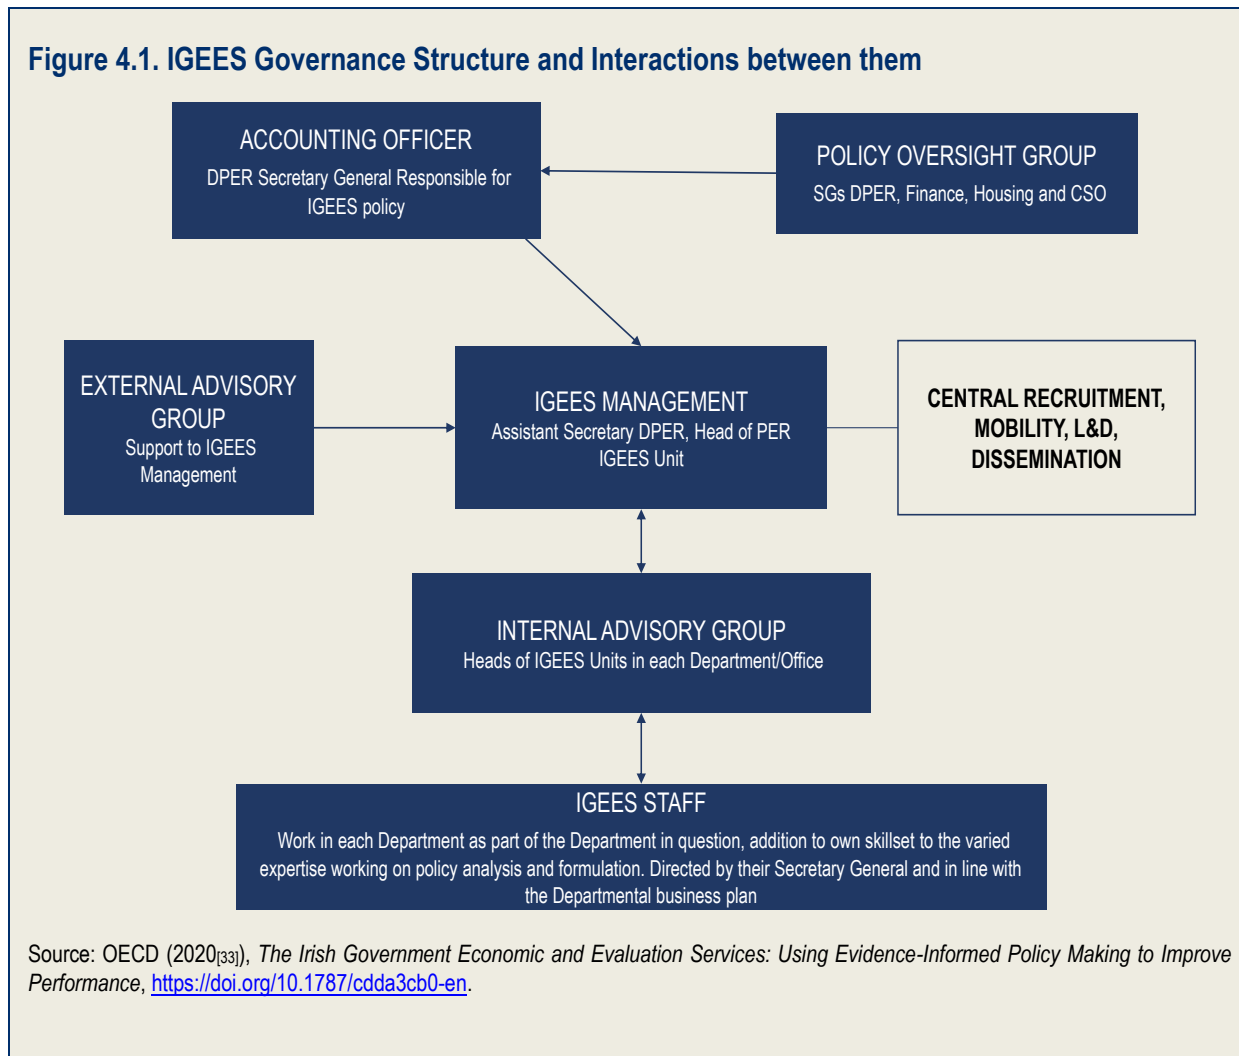 Figure 4.1. IGEES Governance Structure and Interactions between them
ACCOUNTING OFFICER
DPER Secretary General Responsible for
IGEES policy
POLICY OVERSIGHT GROUP
SGs DPER, Finance, Housing and CSO
EXTERNAL ADVISORY
GROUP
Support to IGEES
Management
IGEES MANAGEMENT
Assistant Secretary DPER, Head of PER
IGEES Unit
CENTRAL RECRUITMENT,
MOBILITY, L&D,
DISSEMINATION
INTERNAL ADVISORY GROUP
Heads of IGEES Units in each Department/Office
IGEES STAFF
Work in each Department as part of the Department in question, addition to own skillset to the varied
expertise working on policy analysis and formulation. Directed by their Secretary General and in line with
the Departmental business plan
Source: OECD (2020[33]), The Irish Government Economic and Evaluation Services: Using Evidence-Informed Policy Making to Improve
Performance, https://doi.org/10.1787/cdda3cb0-en.